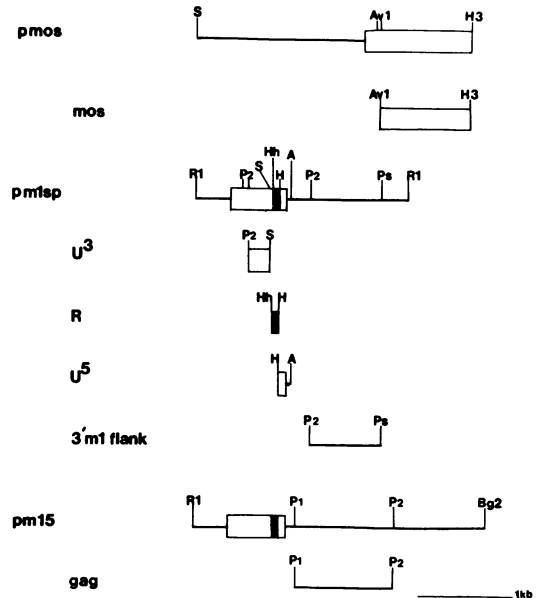 S Av1 H3
pmos
Av1 H3
mos
R1 P2 S Hh H A P2 Ps R1
pm1sp
P2 S
U3
Hh H
R
H A
U5
P2 Ps
3'm1 flank
R1 P1 P2 Bg2
pm15
P1 P2
gag
1kb